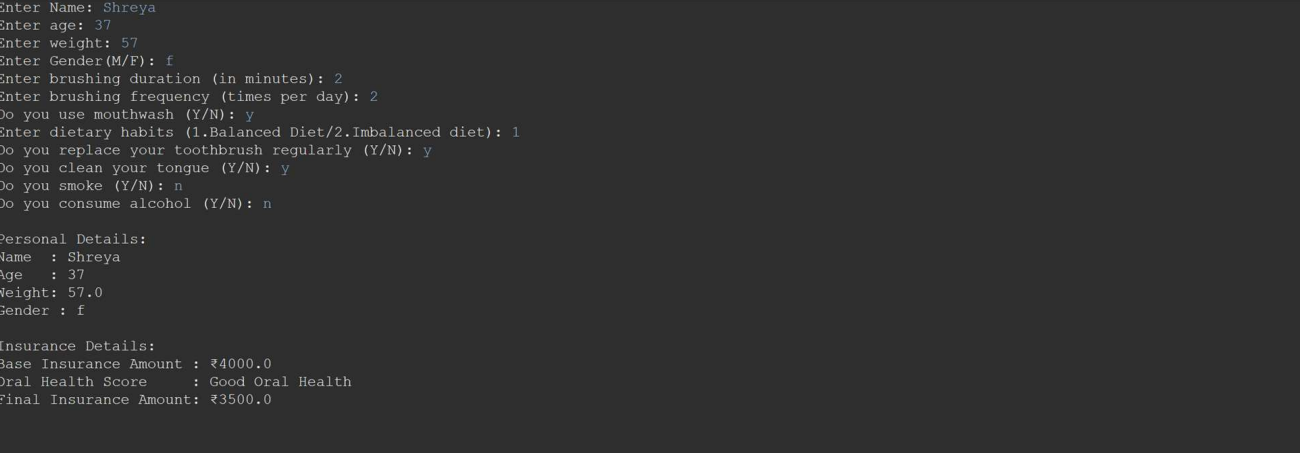 Enter Name: Shreya
Enter age: 37
Enter weight: 57
Enter Gender(M/F): f
Enter brushing duration (in minutes): 2
Enter brushing frequency (times per day): 2
Do you use mouthwash (Y/N): y
Enter dietary habits (1.Balanced Diet/2.Imbalanced diet): 1
Do you replace your toothbrush regularly (Y/N): y
Do you clean your tongue (Y/N): y
Do you smoke (Y/N): n
Do you consume alcohol (Y/N): n
Personal Details:
Name  : Shreya
Age   : 37
Weight: 57.0
Gender : f
Insurance Details:
Base Insurance Amount : ₹4000.0
Oral Health Score     : Good Oral Health
Final Insurance Amount: ₹3500.0